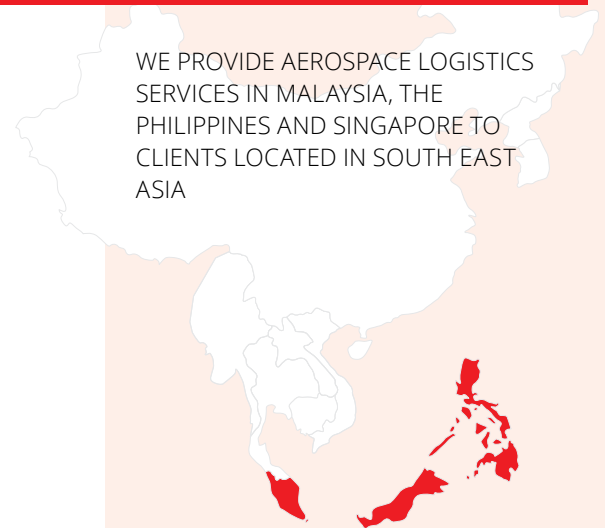 WE PROVIDE AEROSPACE LOGISTICS
SERVICES IN MALAYSIA, THE
PHILIPPINES AND SINGAPORE TO
CLIENTS LOCATED IN SOUTH EAST
ASIA